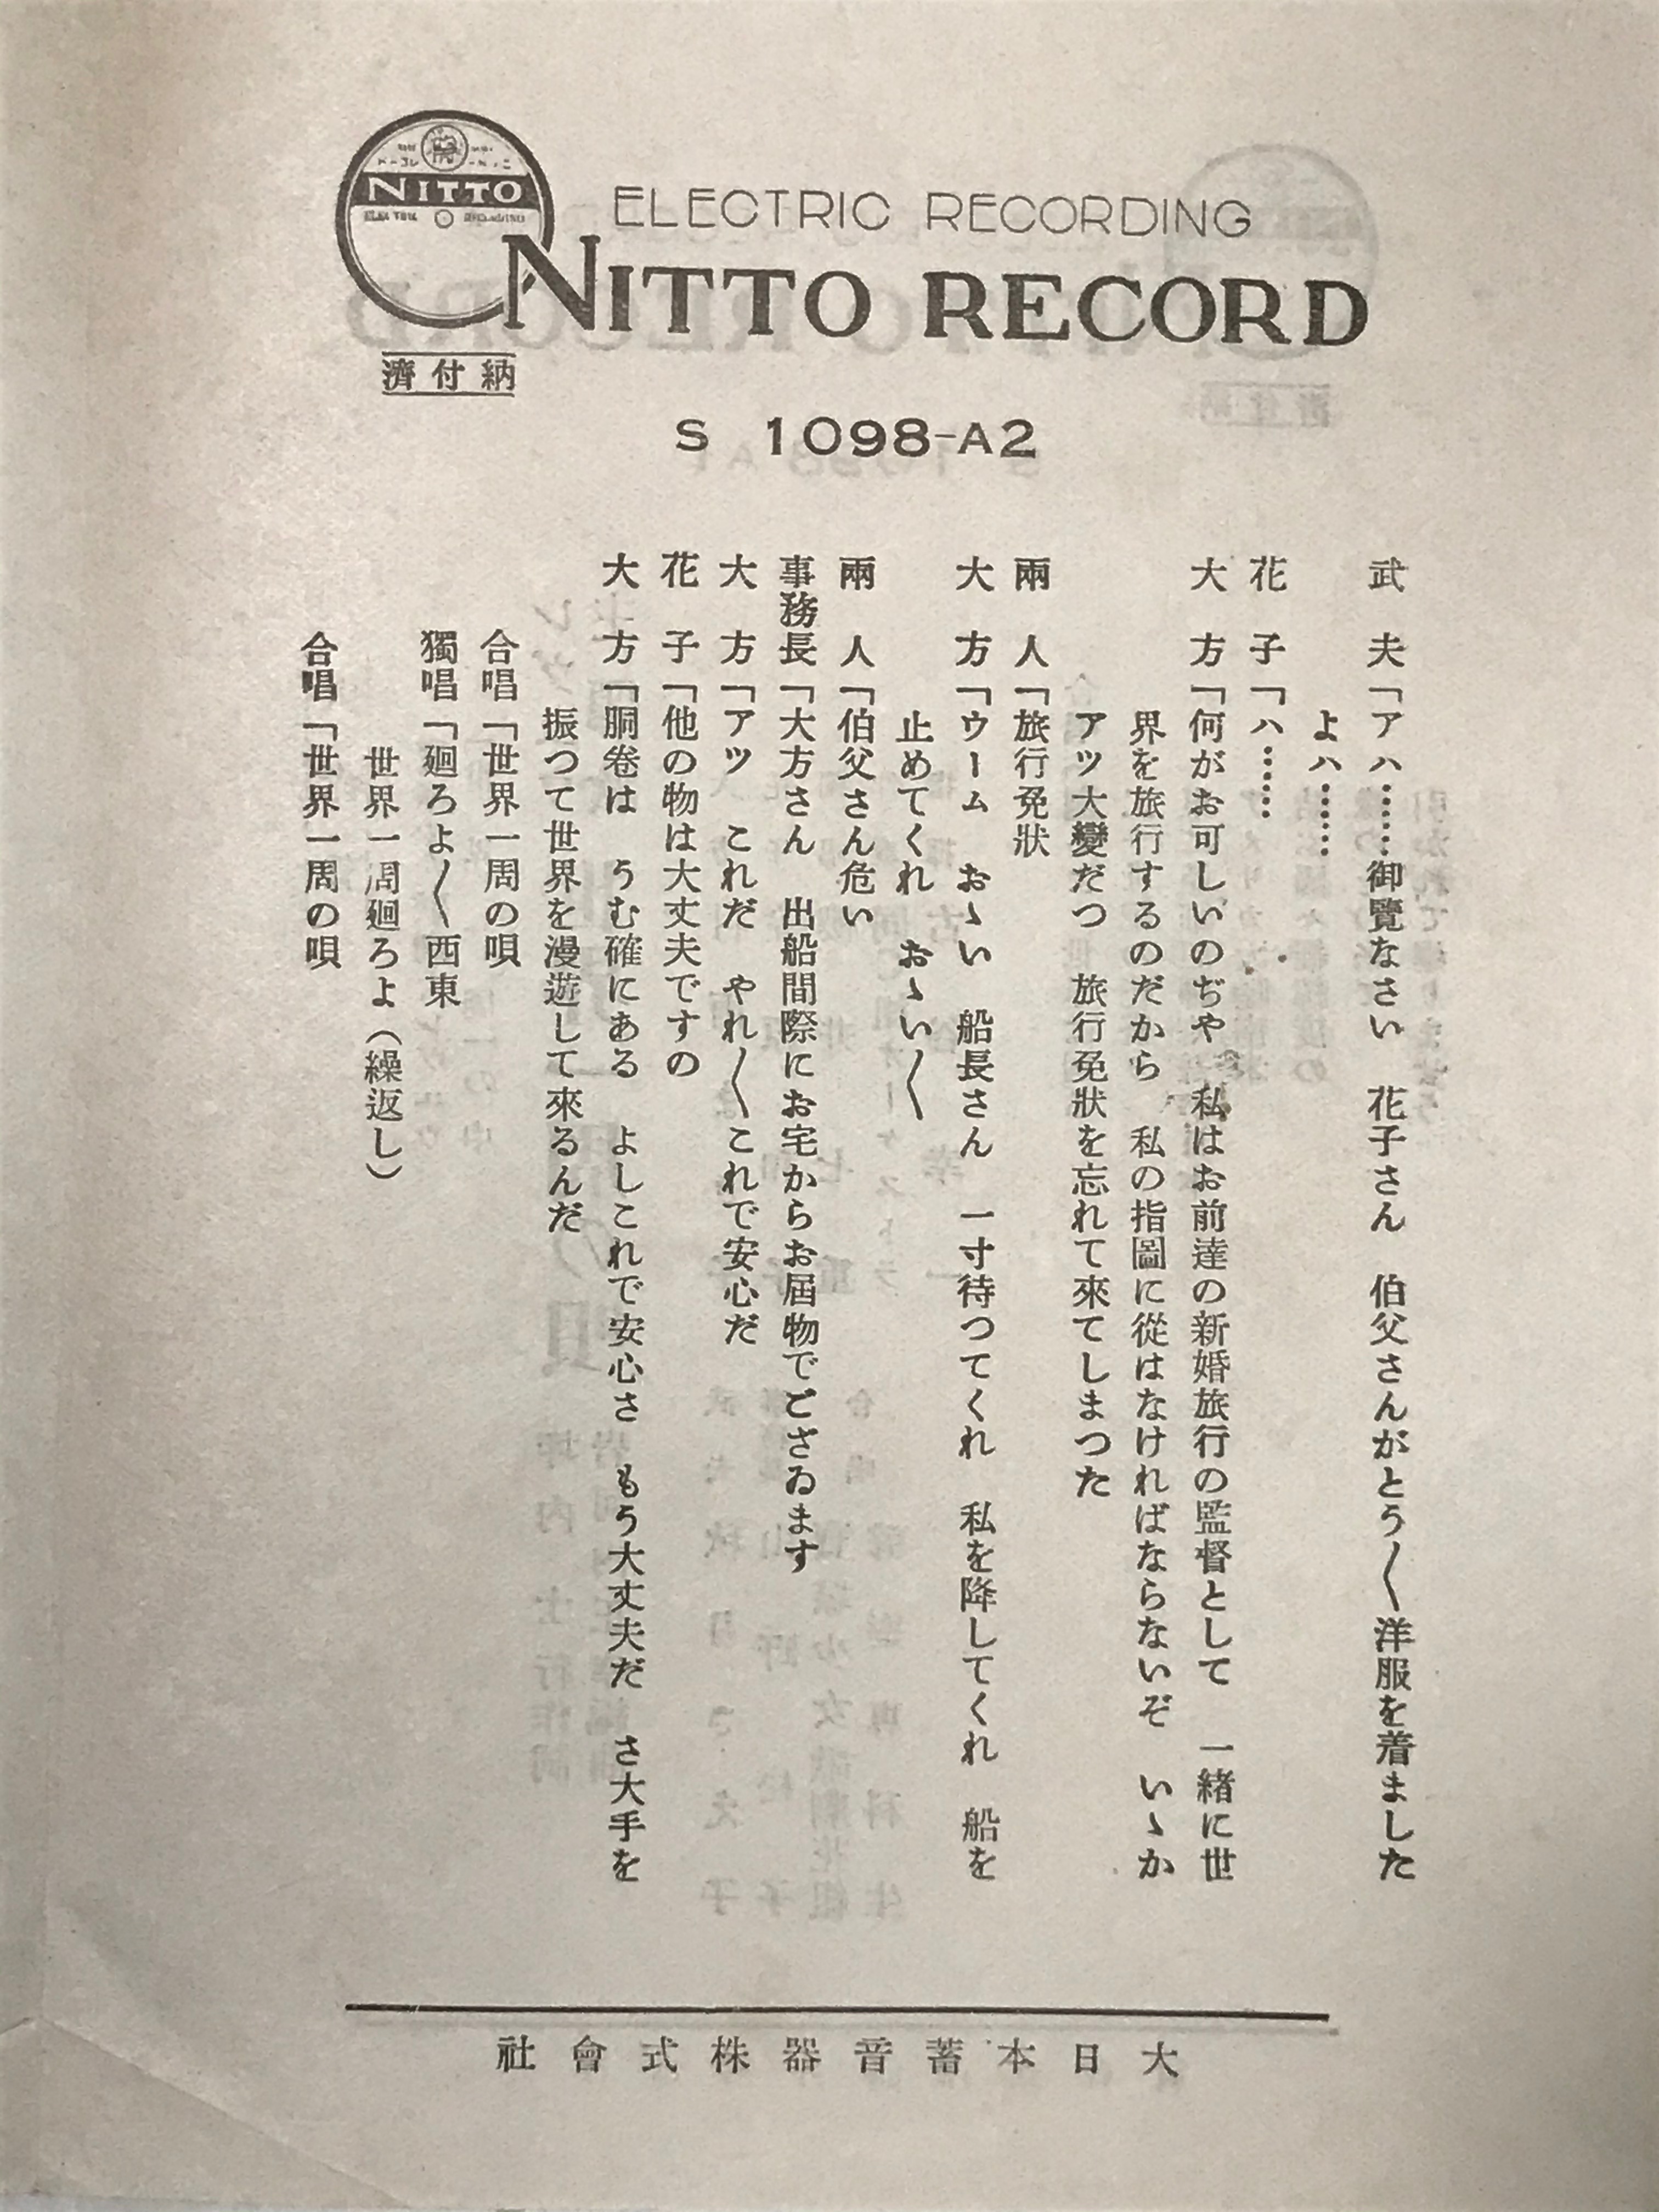 NITTO
ELECTRIC RECORDING
NITTO RECORD
濟付納
S 1098-A2
武夫「アハ……御覽なさい　花子さん　伯父さんがとう〱洋服を着ました
よハ……
花子「ハ……
大方「何がお可しいのぢや　私はお前達の新婚旅行の監督として　一緒に世
界を旅行するのだから　私の指圖に從はなければならないぞ　いゝか
アツ大變だつ　旅行免狀を忘れて來てしまつた
兩人「旅行免狀
大方「ウーム　おゝい　船長さん　一寸待つてくれ　私を降してくれ　船を
止めてくれ　おゝい〱
兩人「伯父さん危い
事務長「大方さん　出船間際にお宅からお屆物でござゐます
大方「アツ　これだ　やれ〱これで安心だ
花子「他の物は大丈夫ですの
大方「胴卷は　うむ確にある　よしこれで安心さ　もう大丈夫だ　さ大手を
振つて世界を漫遊して來るんだ
合唱「世界一周の唄
獨唱「廻ろよ〱西東
世界一周廻ろよ（繰返し）
合唱「世界一周の唄
社會式株器音蓄本日大